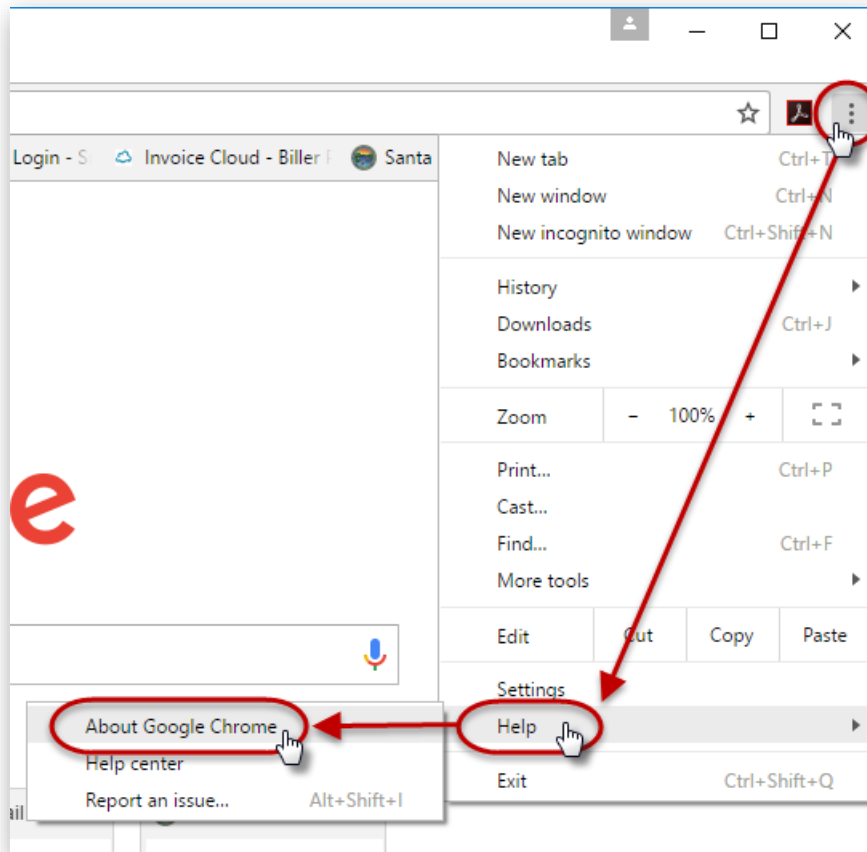 Login - S
Invoice Cloud - Biller
Santa
New tab Ctrl+T
New window Ctrl+N
New incognito window Ctrl+Shift+N
History
Downloads Ctrl+J
Bookmarks
Zoom - 100% +
Print... Ctrl+P
Cast...
Find... Ctrl+F
More tools
e
Edit Cut Copy Paste
Settings
Help
About Google Chrome
Help center
Report an issue... Alt+Shift+I
Exit Ctrl+Shift+Q
ail